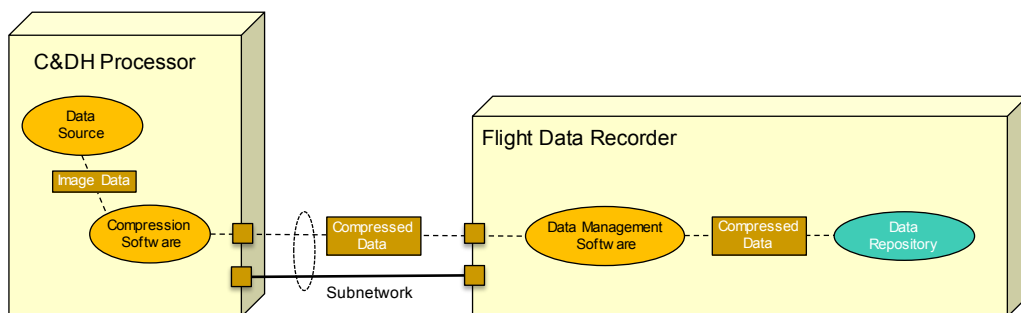 C&DH Processor
Data
Source
Image Data
Compression
Software
Compressed
Data
Subnetwork
Flight Data Recorder
Data Management
Software
Compressed
Data
Data
Repository